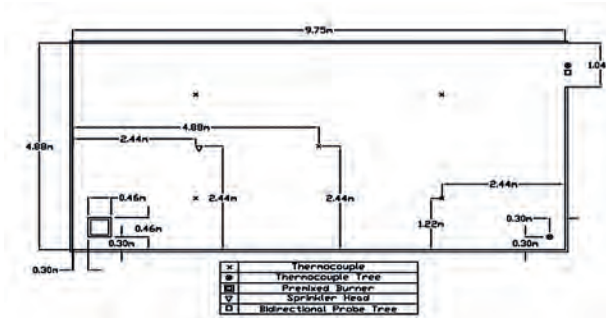 9.75m
1.04
4.88m
4.88m
2.44m
2.44m
0.46m
2.44m
2.44m
1.22m
0.30m
0.46m
0.30m
0.30m
0.30m
Thermocouple
Thermocouple Tree
Premixed Burner
Sprinkler Head
Bidirectional Probe Tree